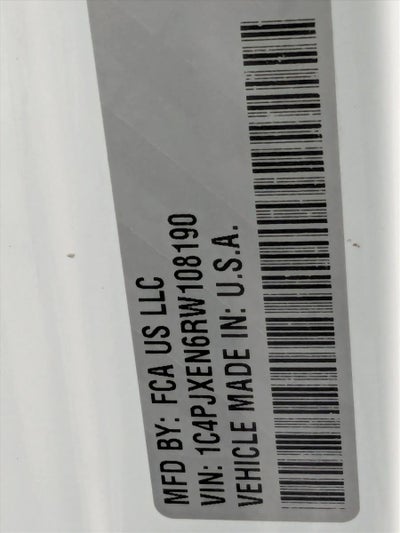 MFD BY: FCA US LLC
VIN: 1C4PJXEN6RW108190
VEHICLE MADE IN: U.S.A.